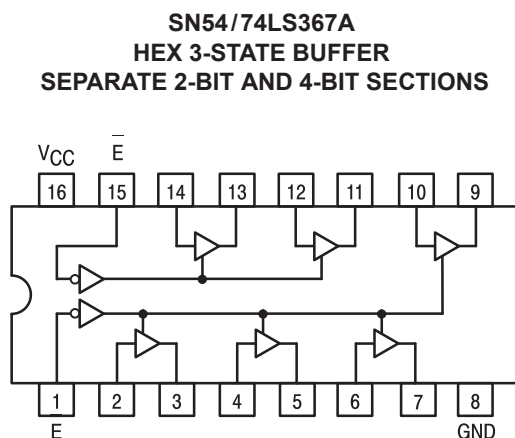 SN54/74LS367A
HEX 3-STATE BUFFER
SEPARATE 2-BIT AND 4-BIT SECTIONS
VCC E
16 15 14 13 12 11 10 9
1 2 3 4 5 6 7 8
E GND